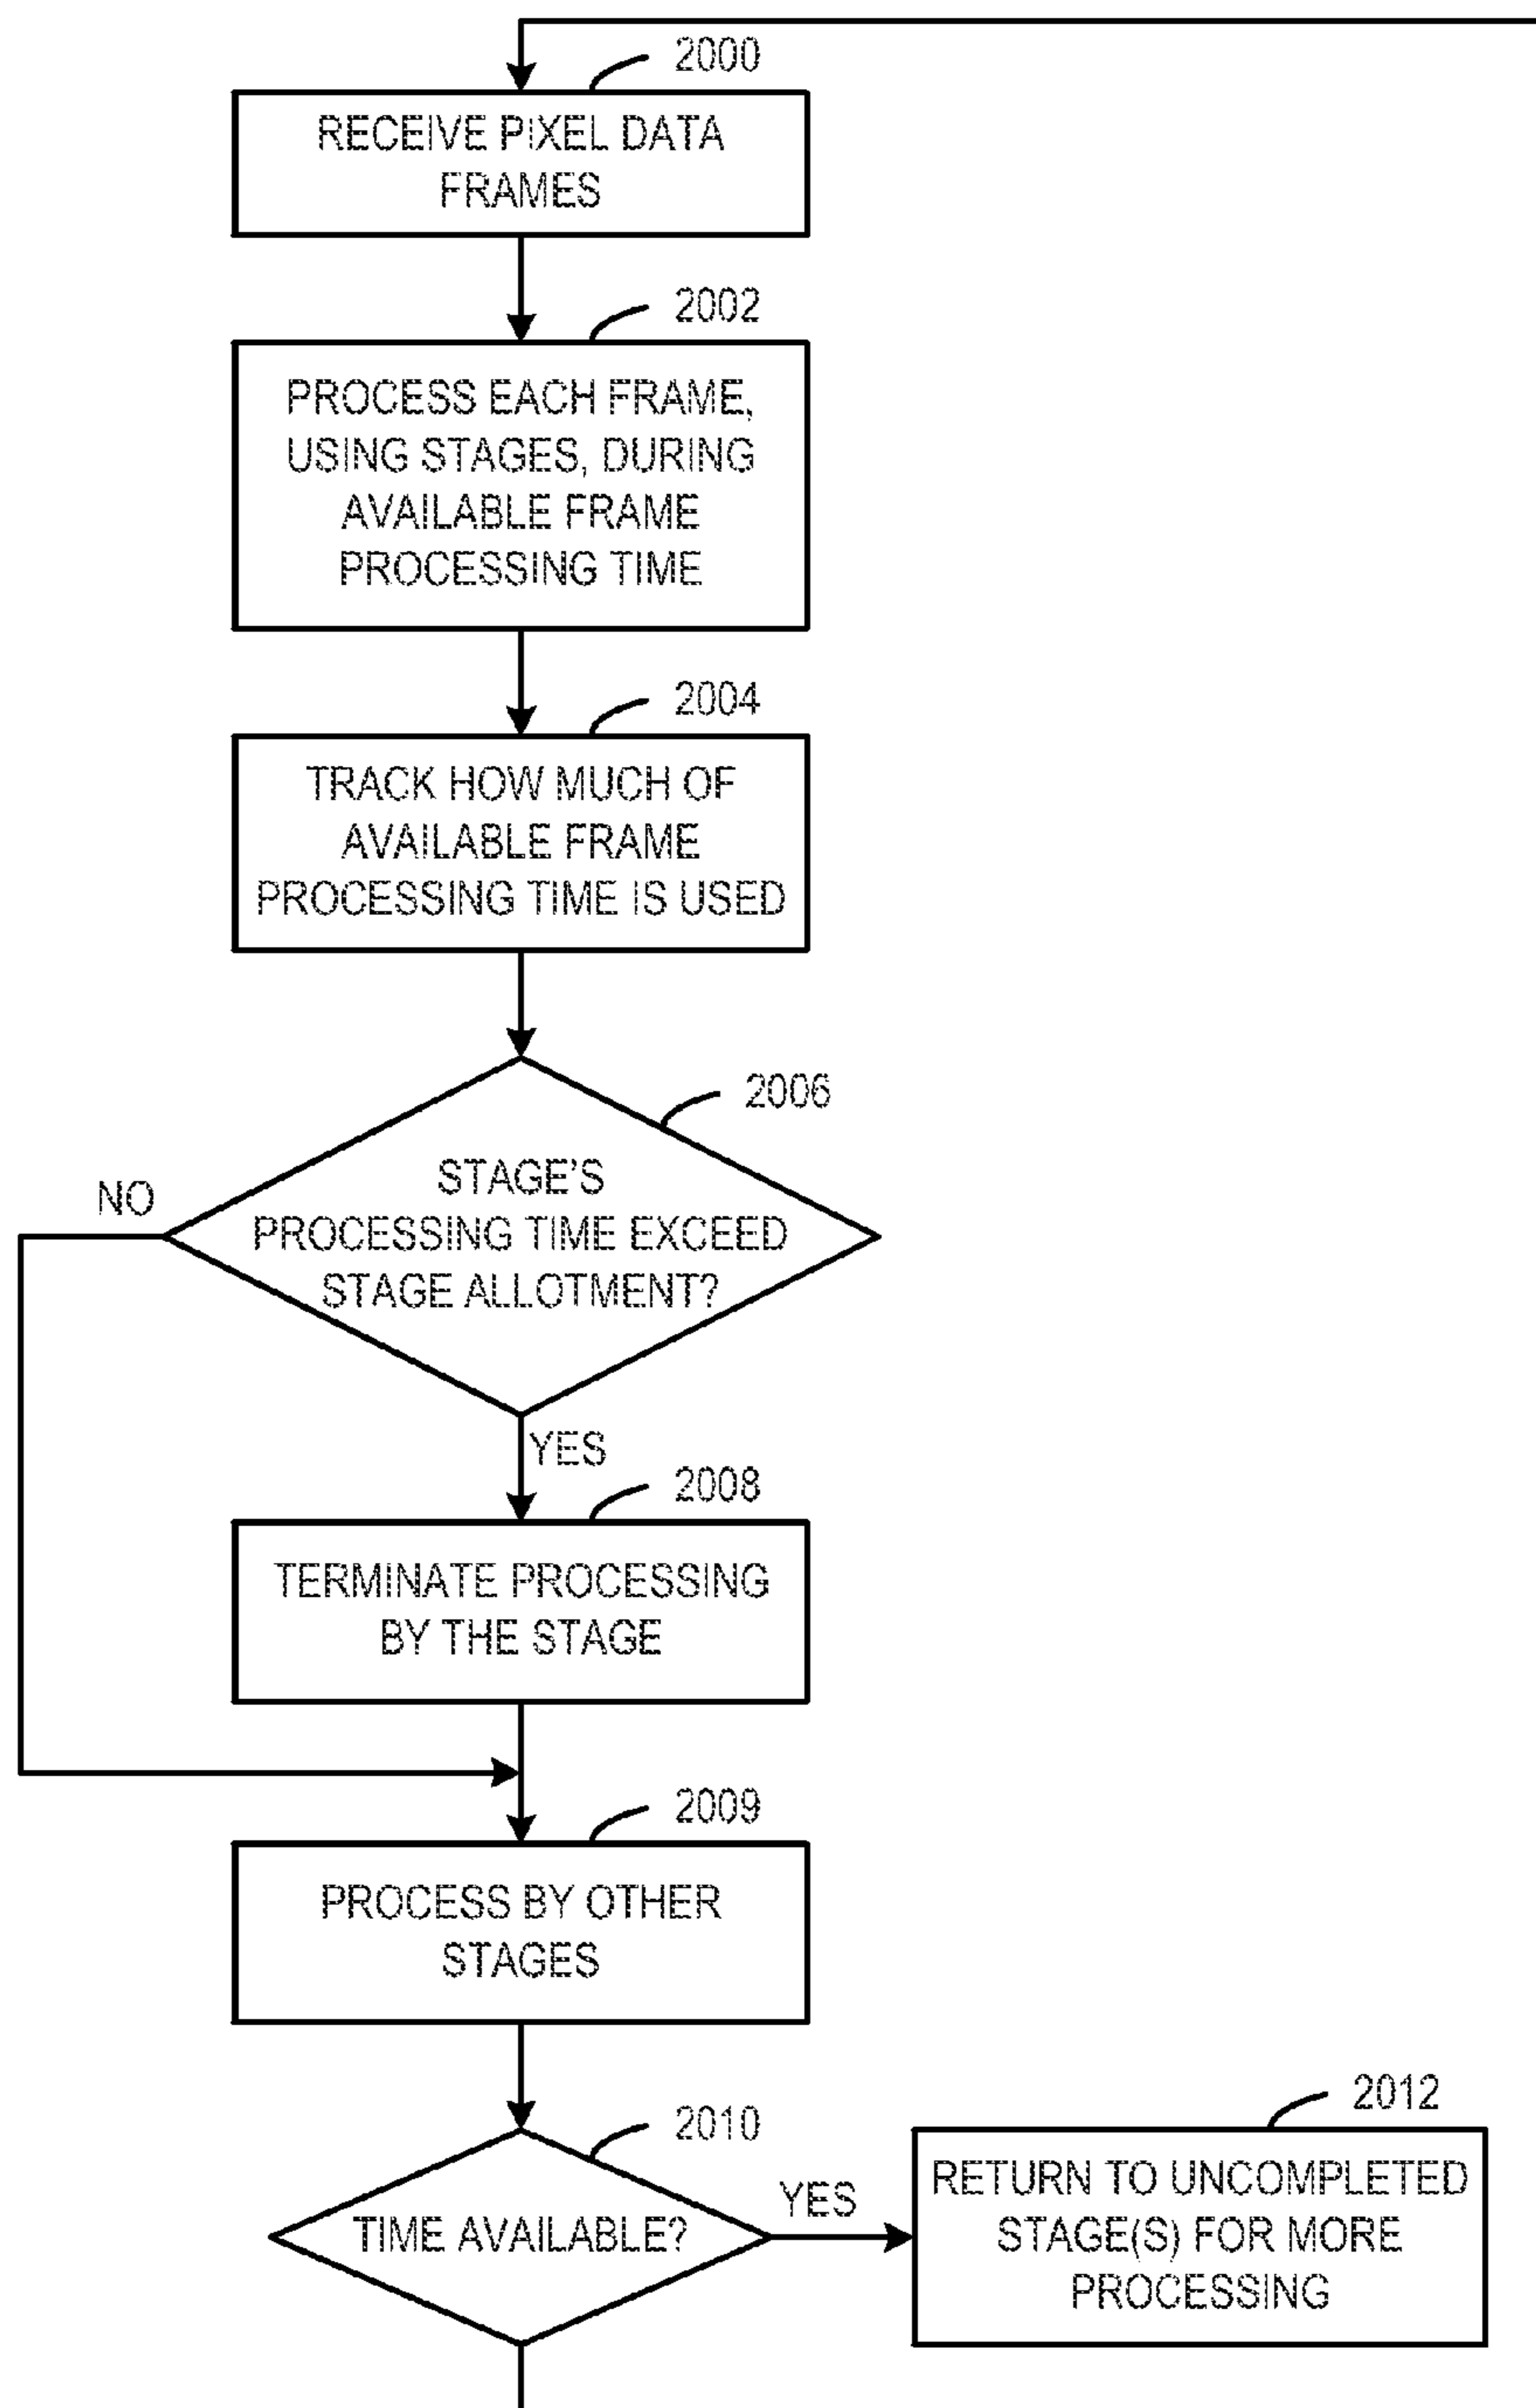 2000
RECEIVE PIXEL DATA
FRAMES
2002
PROCESS EACH FRAME,
USING STAGES, DURING
AVAILABLE FRAME
PROCESSING TIME
2004
TRACK HOW MUCH OF
AVAILABLE FRAME
PROCESSING TIME IS USED
2006
STAGE'S
PROCESSING TIME EXCEED
STAGE ALLOTMENT?
NO
YES
2008
TERMINATE PROCESSING
BY THE STAGE
2009
PROCESS BY OTHER
STAGES
2010
TIME AVAILABLE?
YES
2012
RETURN TO UNCOMPLETED
STAGE(S) FOR MORE
PROCESSING